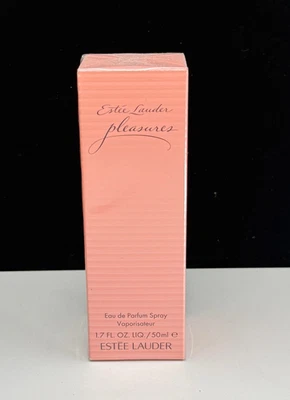 Estée Lauder
pleasures
Eau de Parfum Spray
Vaporisateur
1.7 FL. OZ. LIQ./50ml ℮
ESTĒE LAUDER